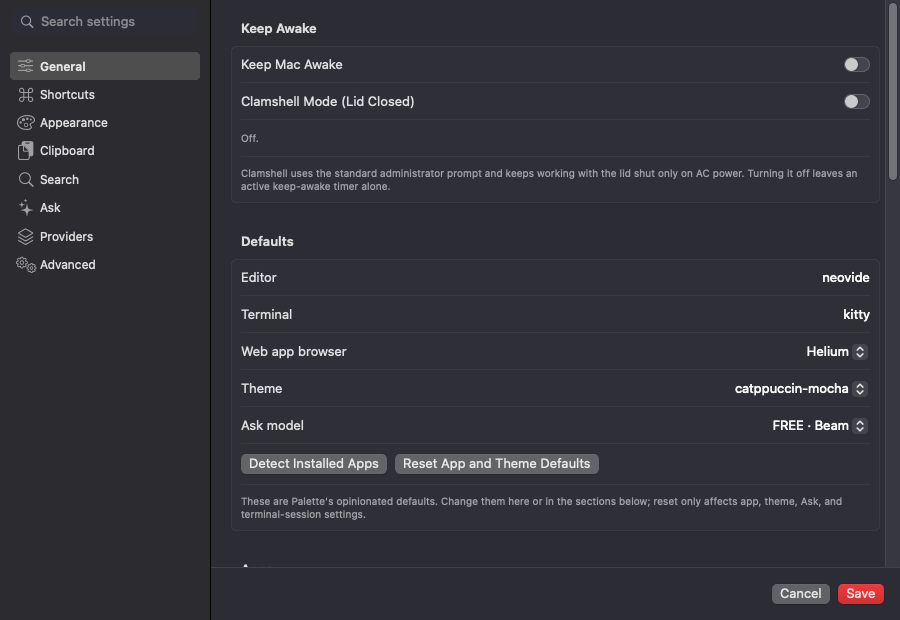 Search settings
General
Shortcuts
Appearance
Clipboard
Search
Ask
Providers
Advanced
Keep Awake
Keep Mac Awake
Clamshell Mode (Lid Closed)
Off.
Clamshell uses the standard administrator prompt and keeps working with the lid shut only on AC power. Turning it off leaves an
active keep-awake timer alone.
Defaults
Editor neovide
Terminal kitty
Web app browser Helium
Theme catppuccin-mocha
Ask model FREE · Beam
Detect Installed Apps Reset App and Theme Defaults
These are Palette's opinionated defaults. Change them here or in the sections below; reset only affects app, theme, Ask, and
terminal-session settings.
Cancel Save